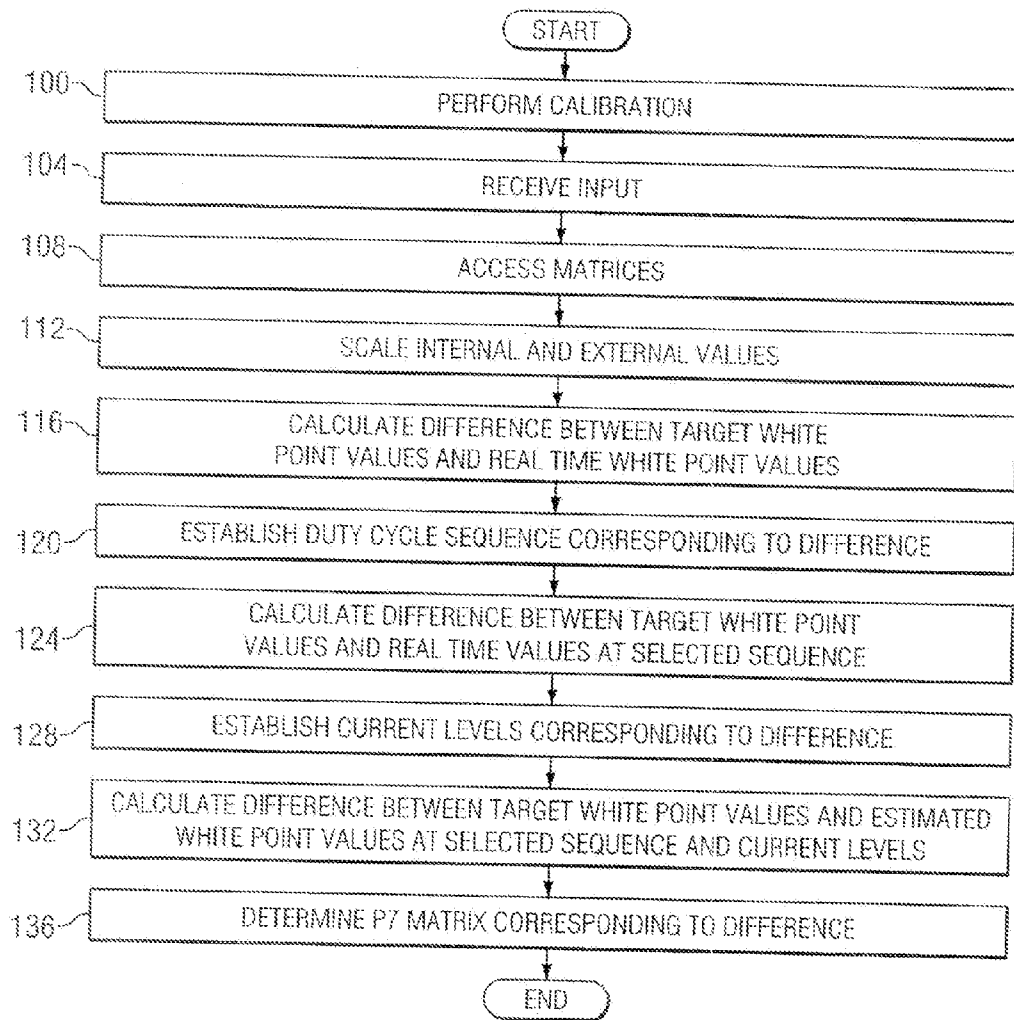 START
100
PERFORM CALIBRATION
104
RECEIVE INPUT
108
ACCESS MATRICES
112
SCALE INTERNAL AND EXTERNAL VALUES
116
CALCULATE DIFFERENCE BETWEEN TARGET WHITE
POINT VALUES AND REAL TIME WHITE POINT VALUES
120
ESTABLISH DUTY CYCLE SEQUENCE CORRESPONDING TO DIFFERENCE
124
CALCULATE DIFFERENCE BETWEEN TARGET WHITE POINT
VALUES AND REAL TIME VALUES AT SELECTED SEQUENCE
128
ESTABLISH CURRENT LEVELS CORRESPONDING TO DIFFERENCE
132
CALCULATE DIFFERENCE BETWEEN TARGET WHITE POINT VALUES AND ESTIMATED
WHITE POINT VALUES AT SELECTED SEQUENCE AND CURRENT LEVELS
136
DETERMINE P7 MATRIX CORRESPONDING TO DIFFERENCE
END